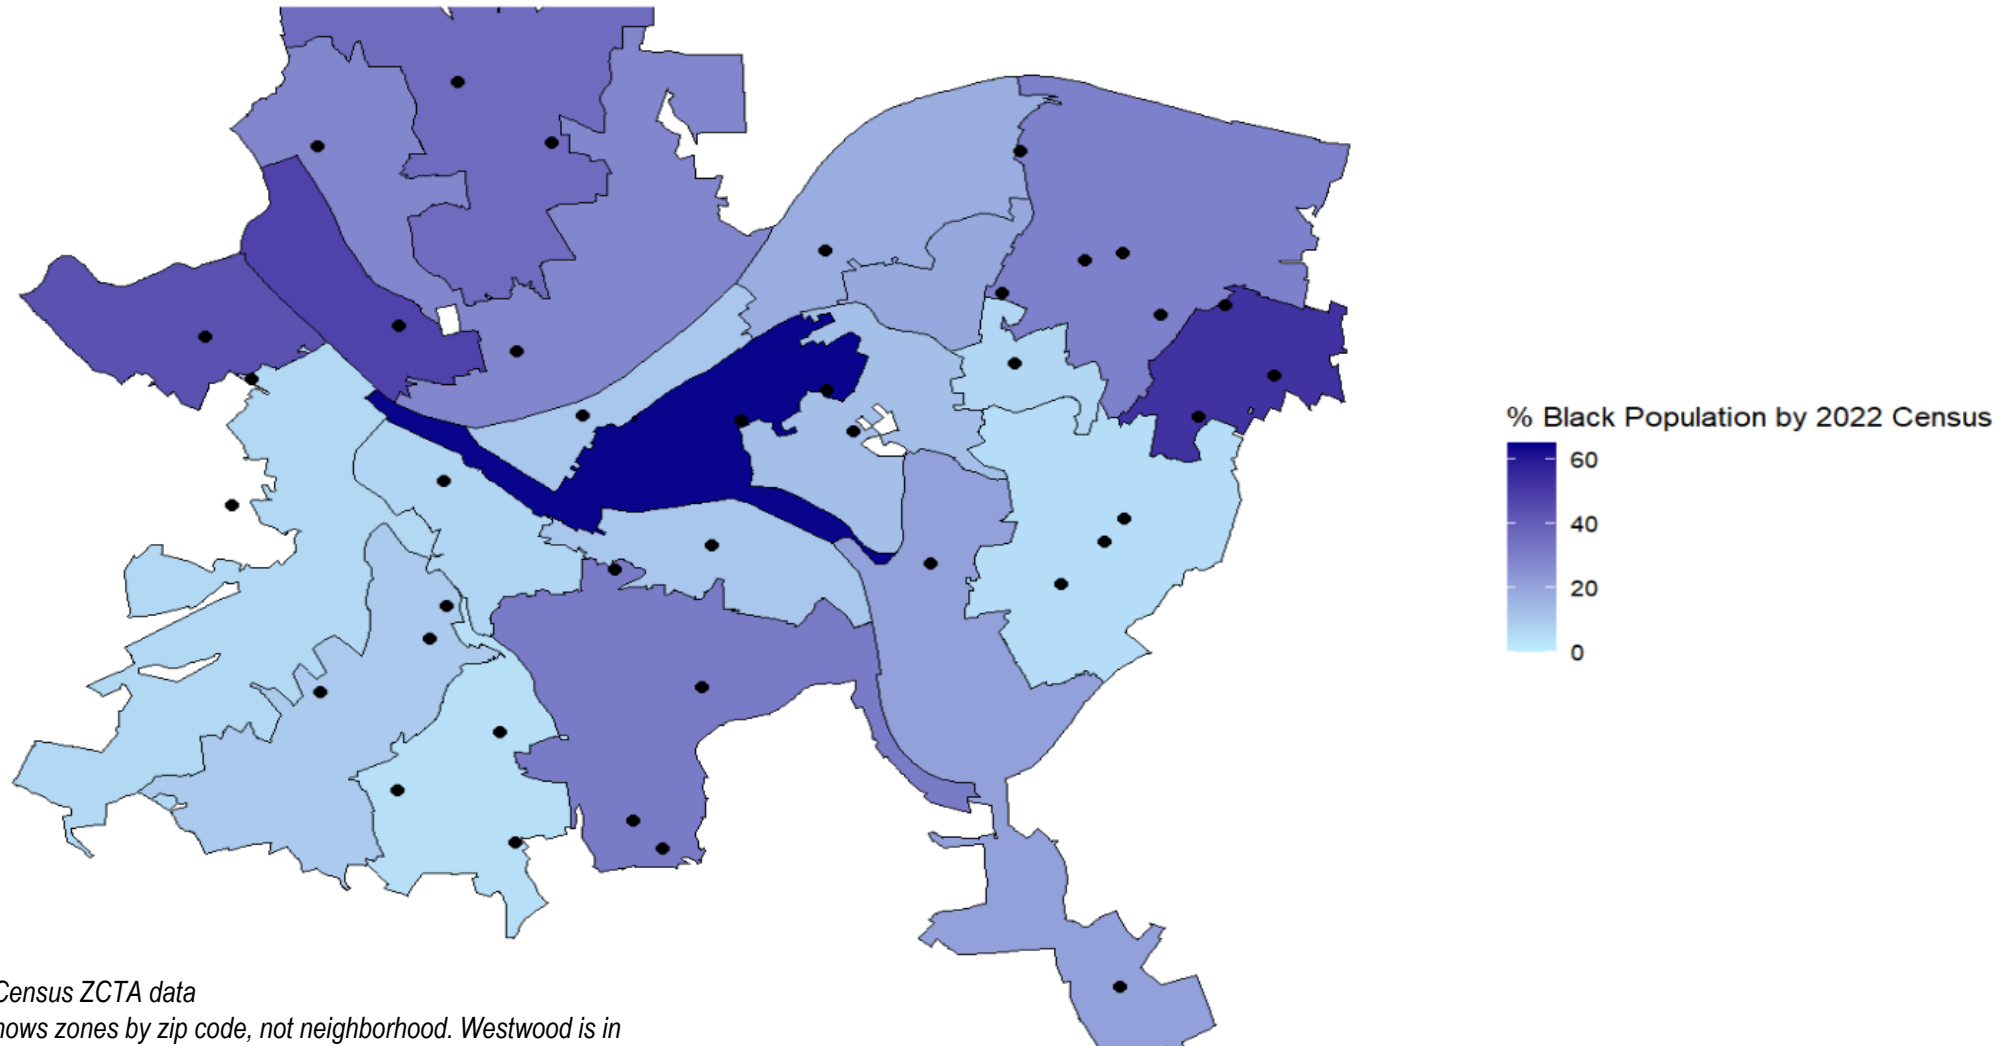 % Black Population by 2022 Census
60
40
20
0
Census ZCTA data
hows zones by zip code, not neighborhood. Westwood is in